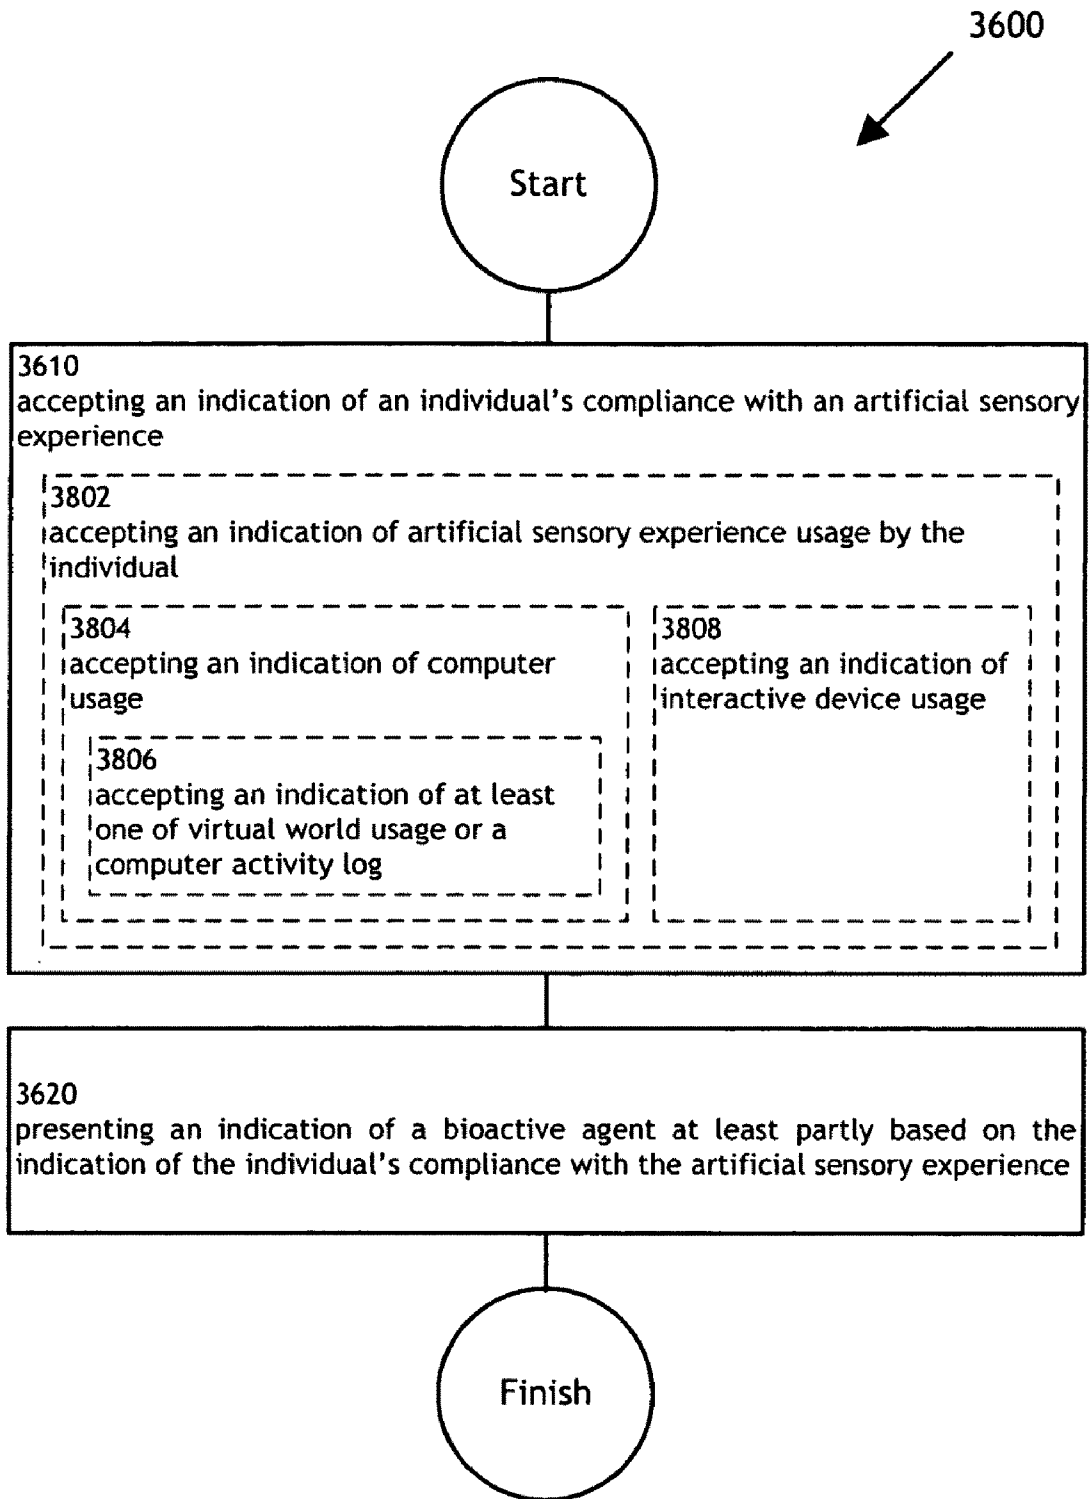 3600
Start
3610
accepting an indication of an individual's compliance with an artificial sensory
experience
3802
accepting an indication of artificial sensory experience usage by the
individual
3804
accepting an indication of computer
usage
3806
accepting an indication of at least
one of virtual world usage or a
computer activity log
3808
accepting an indication of
interactive device usage
3620
presenting an indication of a bioactive agent at least partly based on the
indication of the individual's compliance with the artificial sensory experience
Finish